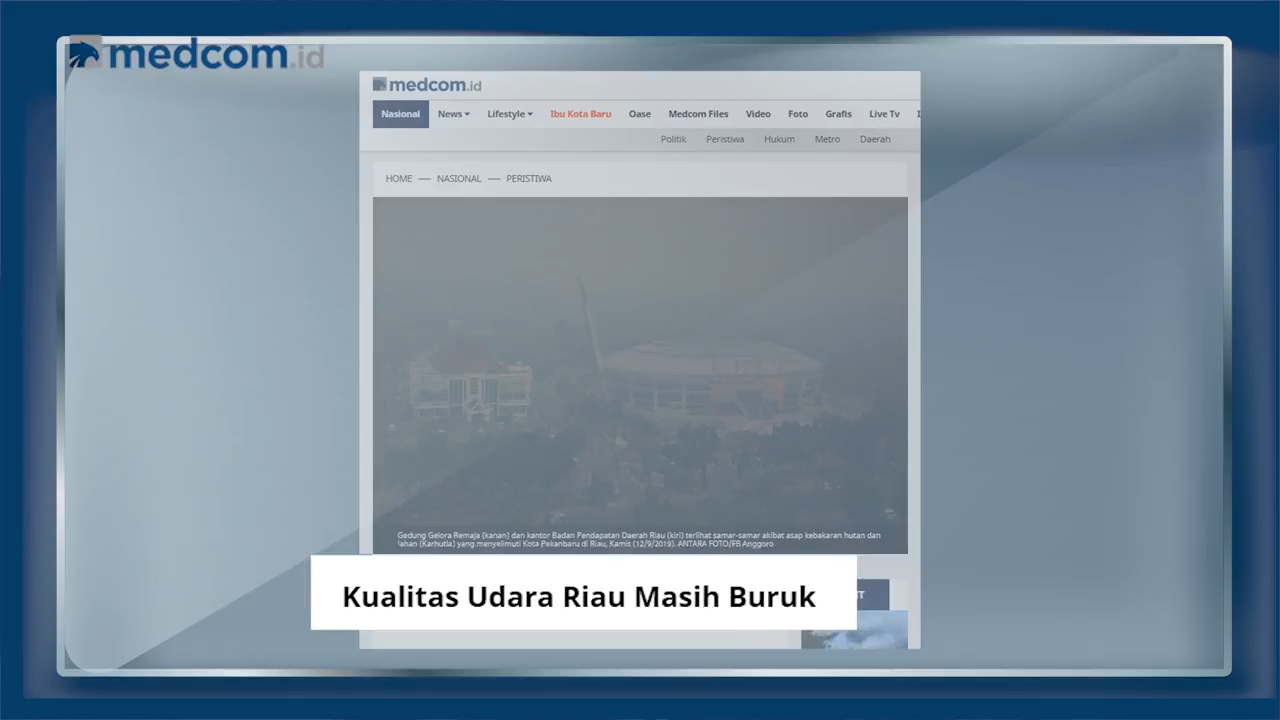 medcom.id
medcom.id
Nasional News Lifestyle Ibu Kota Baru Oase Medcom Files Video Foto Grafis Live Tv
Politik Peristiwa Hukum Metro Daerah
HOME — NASIONAL — PERISTIWA
Gedung Gelora Remaja (kanan) dan kantor Badan Pendapatan Daerah Riau (kiri) terlihat samar-samar akibat asap kebakaran hutan dan
lahan (Karhutla) yang menyelimuti Kota Pekanbaru di Riau, Kamis (12/9/2019). ANTARA FOTO/FB Anggoro
Kualitas Udara Riau Masih Buruk